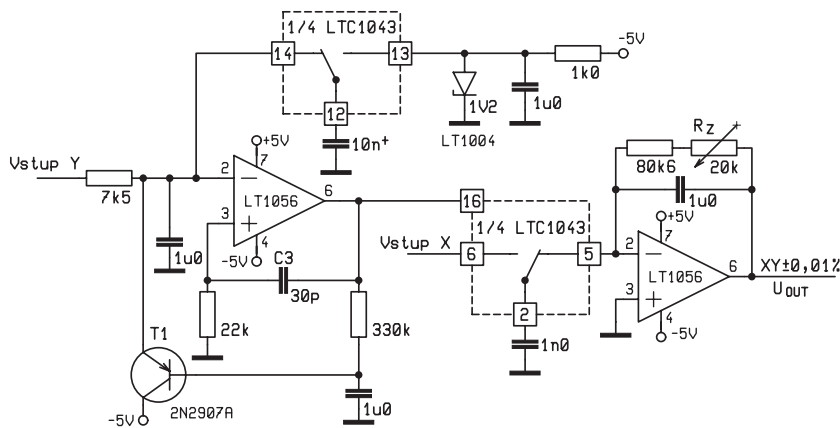 1/4 LTC1043
14
13
-5V
1k0
12
1V2
1u0
LT1004
10n+
+5V
Vstup Y
7k5
2
7
6
LT1056
3
4
-5V
1u0
C3
30p
22k
330k
T1
-5V
2N2907A
1u0
16
1/4 LTC1043
Vstup X
6
5
2
1n0
Rz
+
80k6
20k
1u0
+5V
2
7
6
LT1056
3
4
-5V
XY±0,01%
UOUT